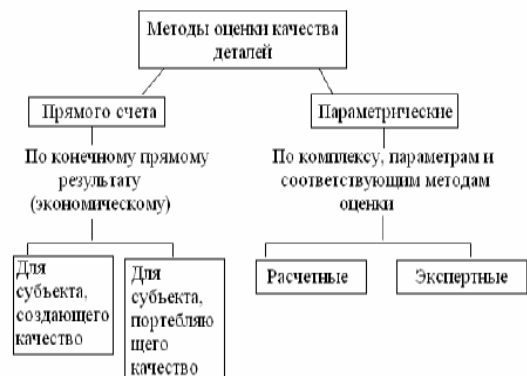 Методы оценки качества
деталей
Прямого счета
Параметрические
По конечному прямому
результату
(экономическому)
По комплексу, параметрам и
соответствующим методам
оценки
Для
субъекта,
создающего
качество
Для
субъекта,
портебляю
щего
качество
Расчетные
Экспертные